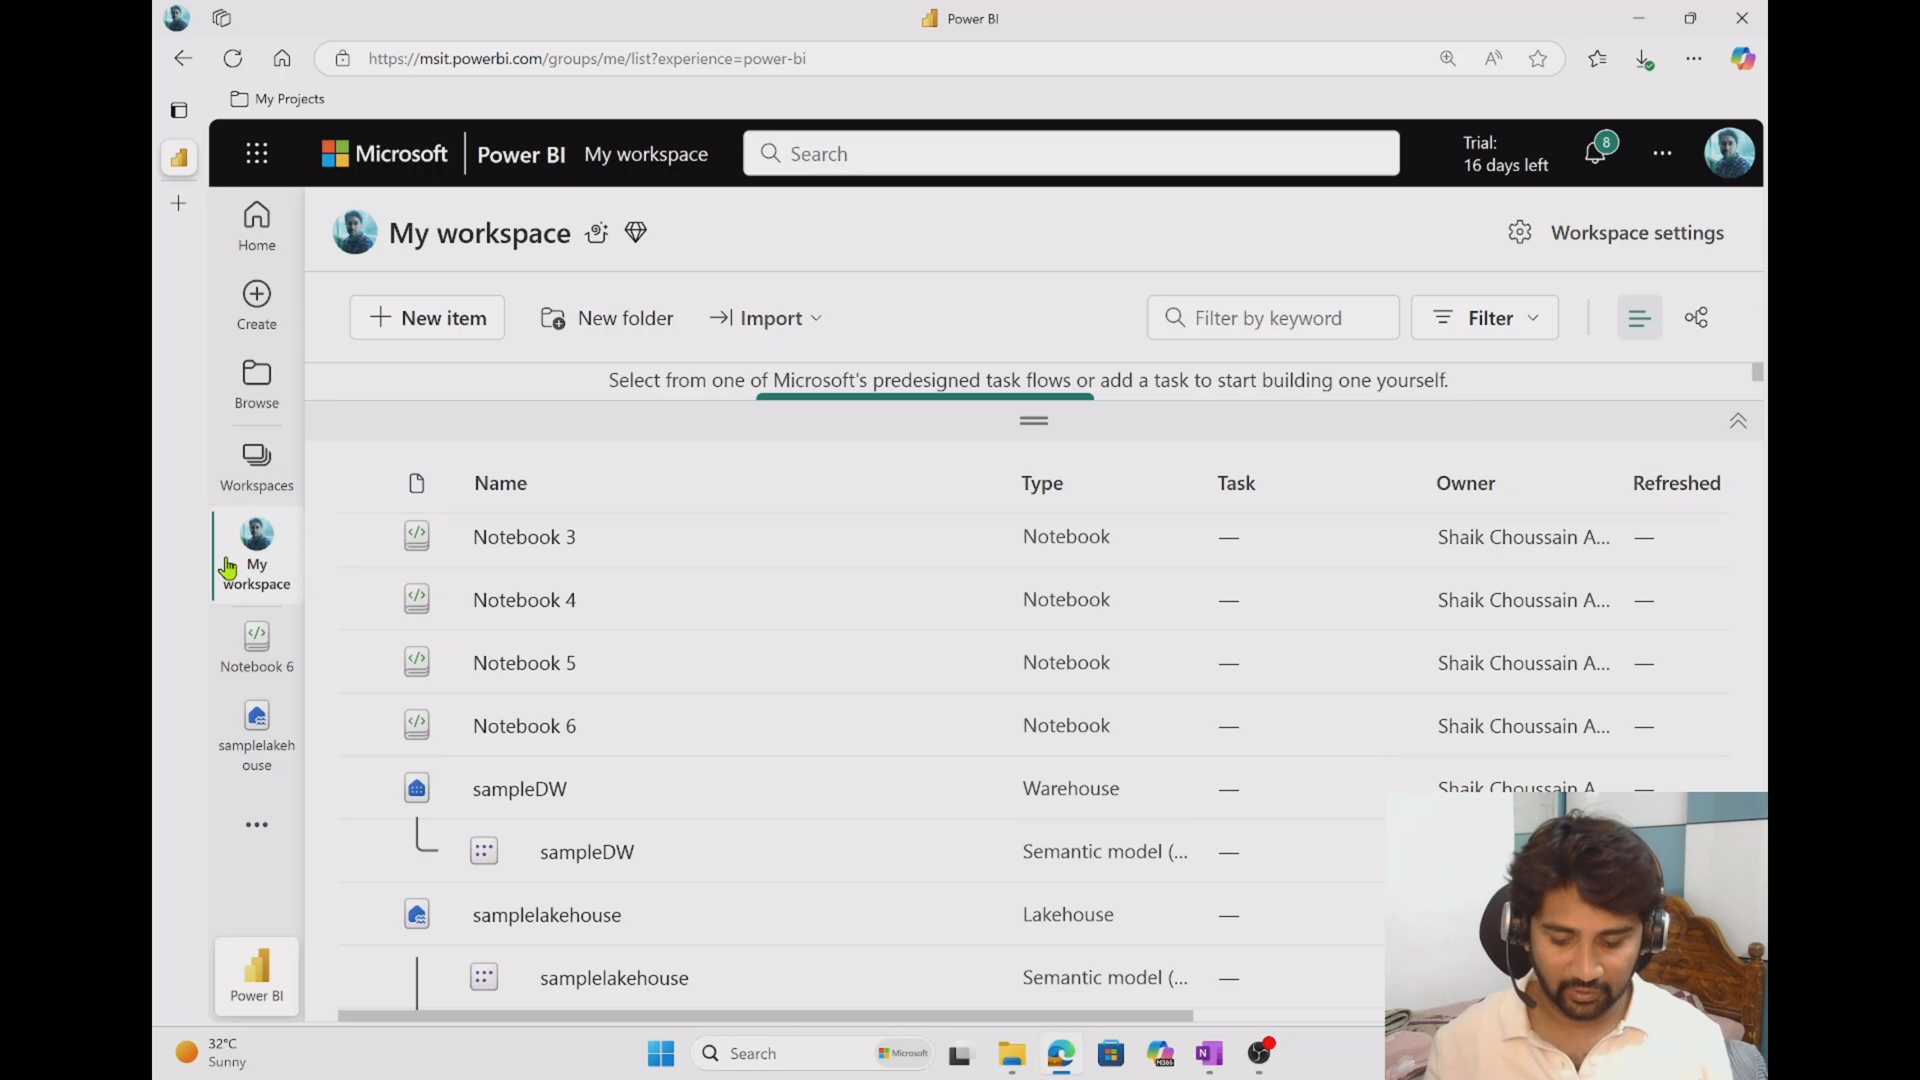 Power BI
https://msit.powerbi.com/groups/me/list?experience=power-bi
My Projects
Microsoft
Power BI
My workspace
Search
Trial:
16 days left
8
Home
Create
Browse
Workspaces
My
workspace
Notebook 6
samplelakeh
ouse
Power BI
My workspace
Workspace settings
New item
New folder
Import
Filter by keyword
Filter
Select from one of Microsoft's predesigned task flows or add a task to start building one yourself.
Name Type Task Owner Refreshed
Notebook 3 Notebook — Shaik Choussain A... —
Notebook 4 Notebook — Shaik Choussain A... —
Notebook 5 Notebook — Shaik Choussain A... —
Notebook 6 Notebook — Shaik Choussain A... —
sampleDW Warehouse — Shaik Choussain A... —
sampleDW Semantic model (... —
samplelakehouse Lakehouse —
samplelakehouse Semantic model (... —
32°C
Sunny
Search
Microsoft
M365
N